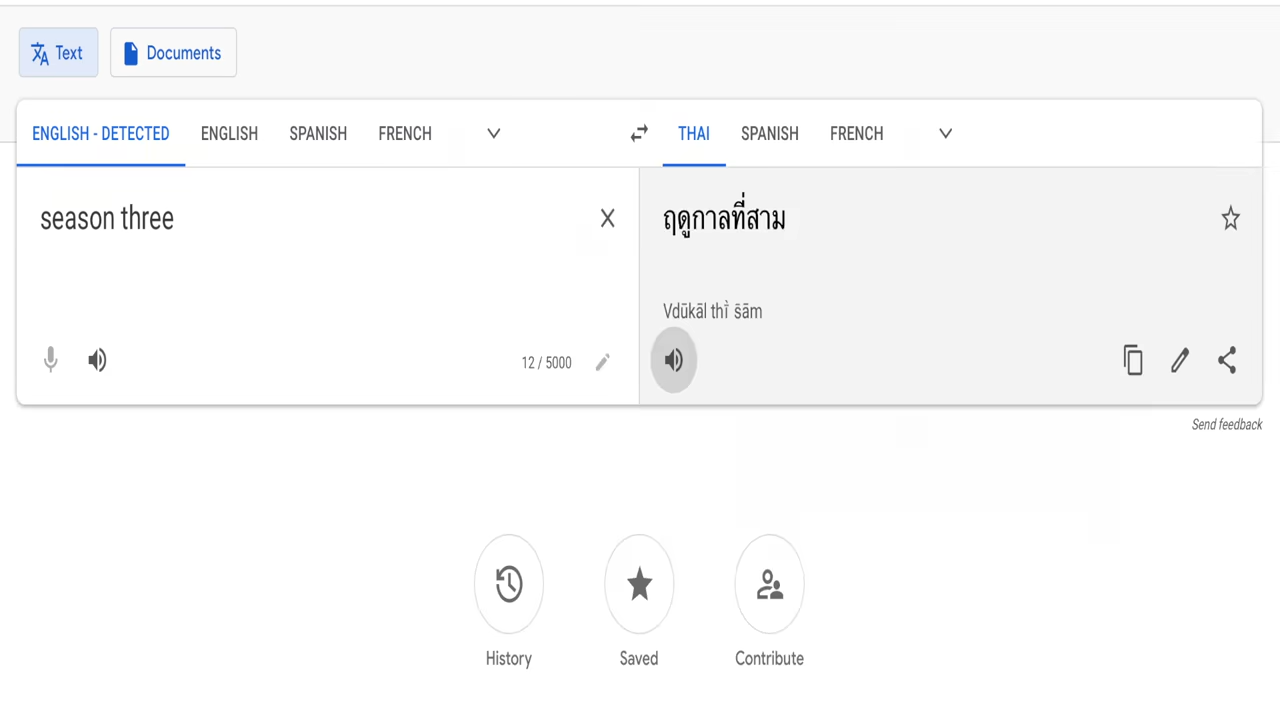 Text Documents
ENGLISH - DETECTED ENGLISH SPANISH FRENCH THAI SPANISH FRENCH
season three
ฤดูกาลที่สาม
Vdūkāl thī̀ s̄ām
12 / 5000
Send feedback
History Saved Contribute